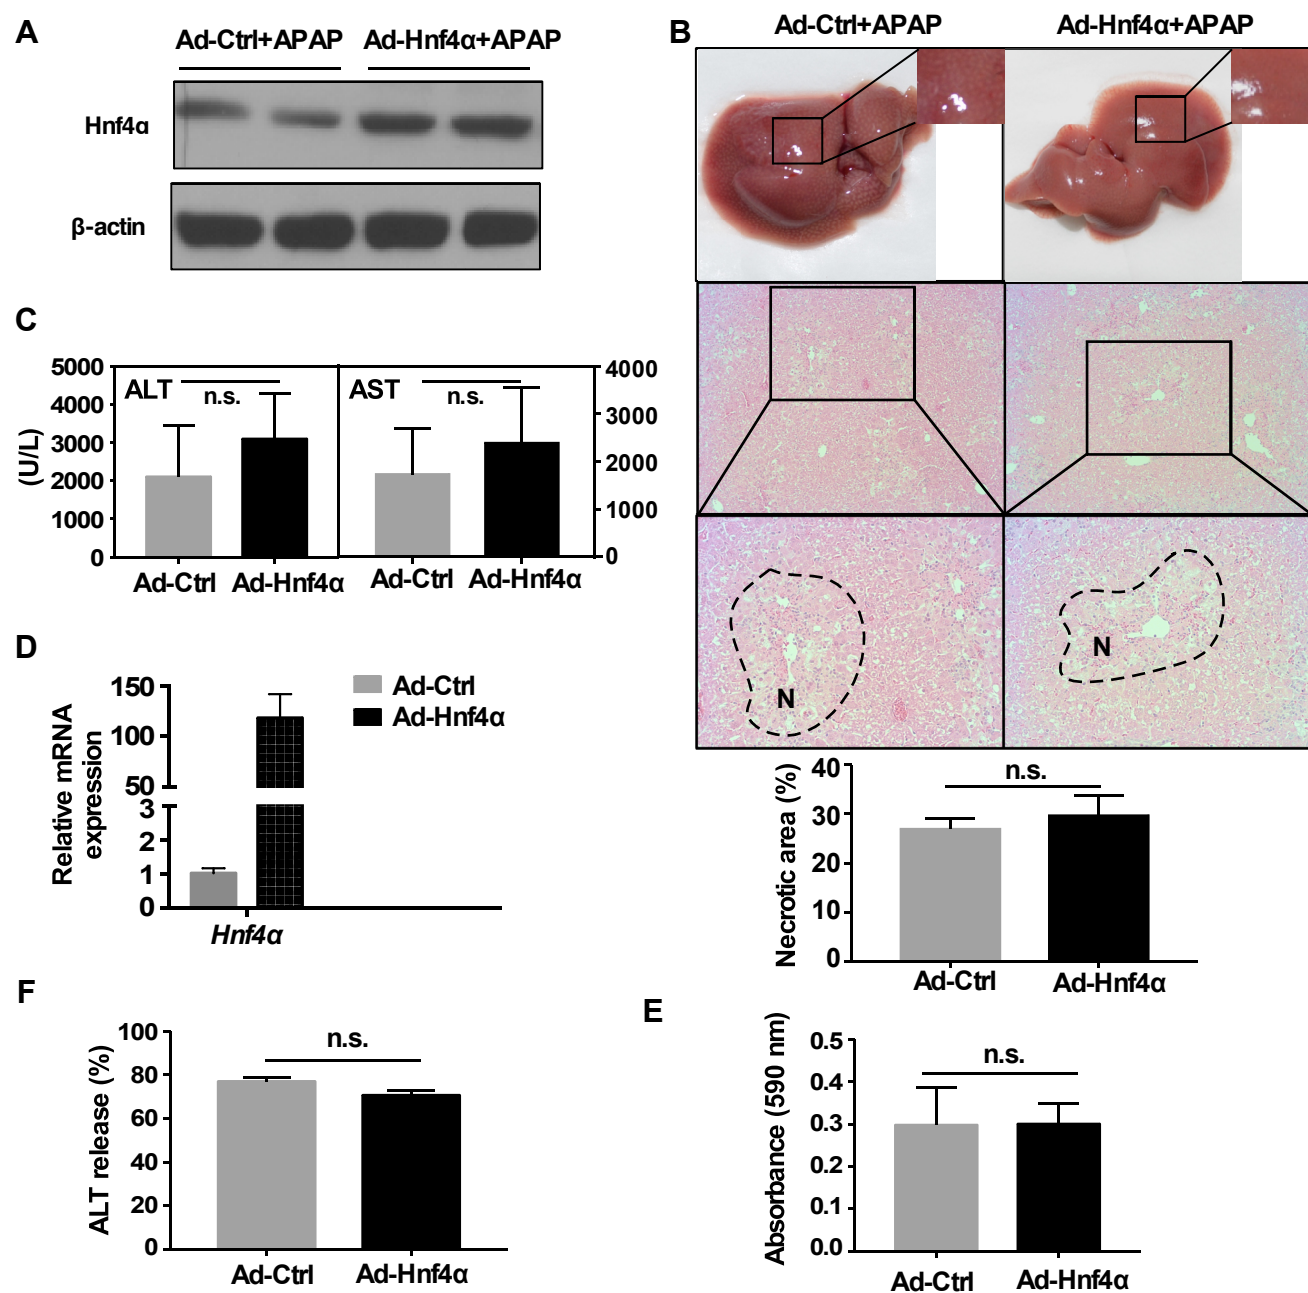 A
Ad-Ctrl+APAP Ad-Hnf4α+APAP
Hnf4α
β-actin
B
Ad-Ctrl+APAP Ad-Hnf4α+APAP
N
N
40
30
20
10
0
Necrotic area (%)
n.s.
Ad-Ctrl Ad-Hnf4α
C
5000
4000
3000
2000
1000
0
(U/L)
ALT
n.s.
AST
n.s.
4000
3000
2000
1000
0
Ad-Ctrl Ad-Hnf4α Ad-Ctrl Ad-Hnf4α
D
150
100
50
3
2
1
0
Relative mRNA
expression
Ad-Ctrl
Ad-Hnf4α
Hnf4α
F
100
80
60
40
20
0
ALT release (%)
n.s.
Ad-Ctrl Ad-Hnf4α
E
0.5
0.4
0.3
0.2
0.1
0.0
Absorbance (590 nm)
n.s.
Ad-Ctrl Ad-Hnf4α